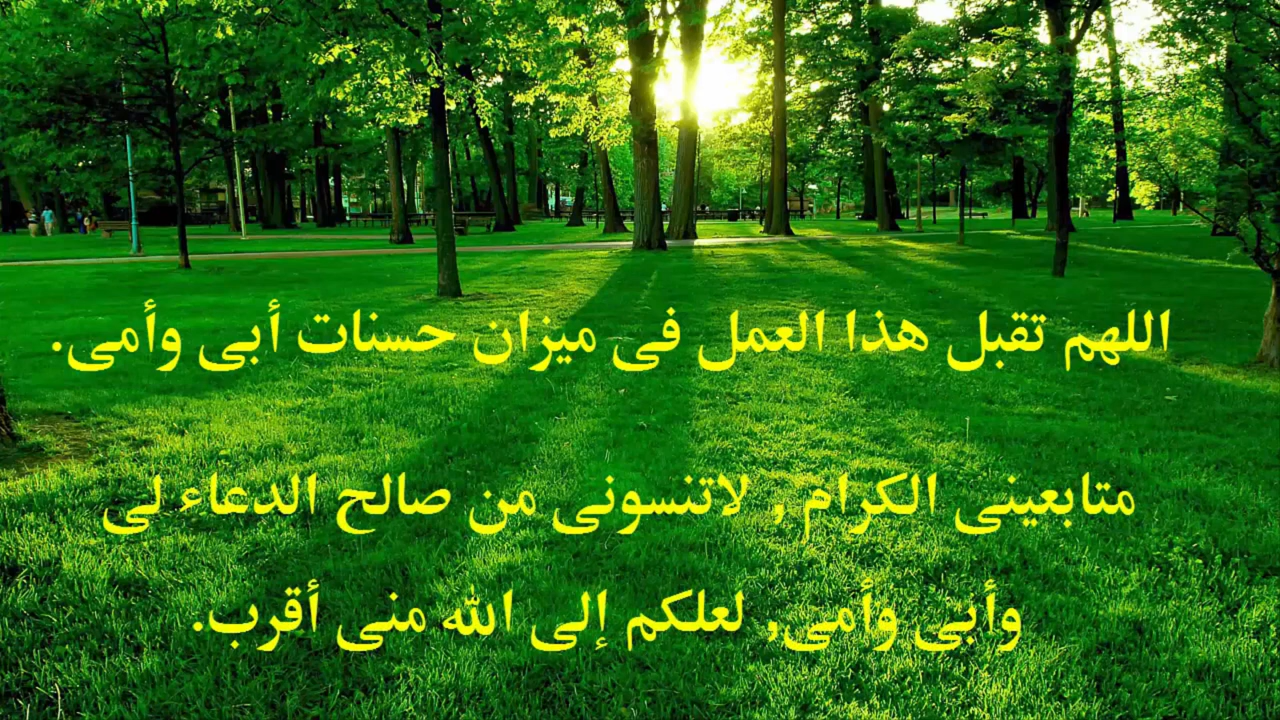 اللهم تقبل هذا العمل فى ميزان حسنات أبى وأمى.
متابعينى الكرام, لاتنسونى من صالح الدعاء لى
وأبى وأمى, لعلكم إلى الله منى أقرب.